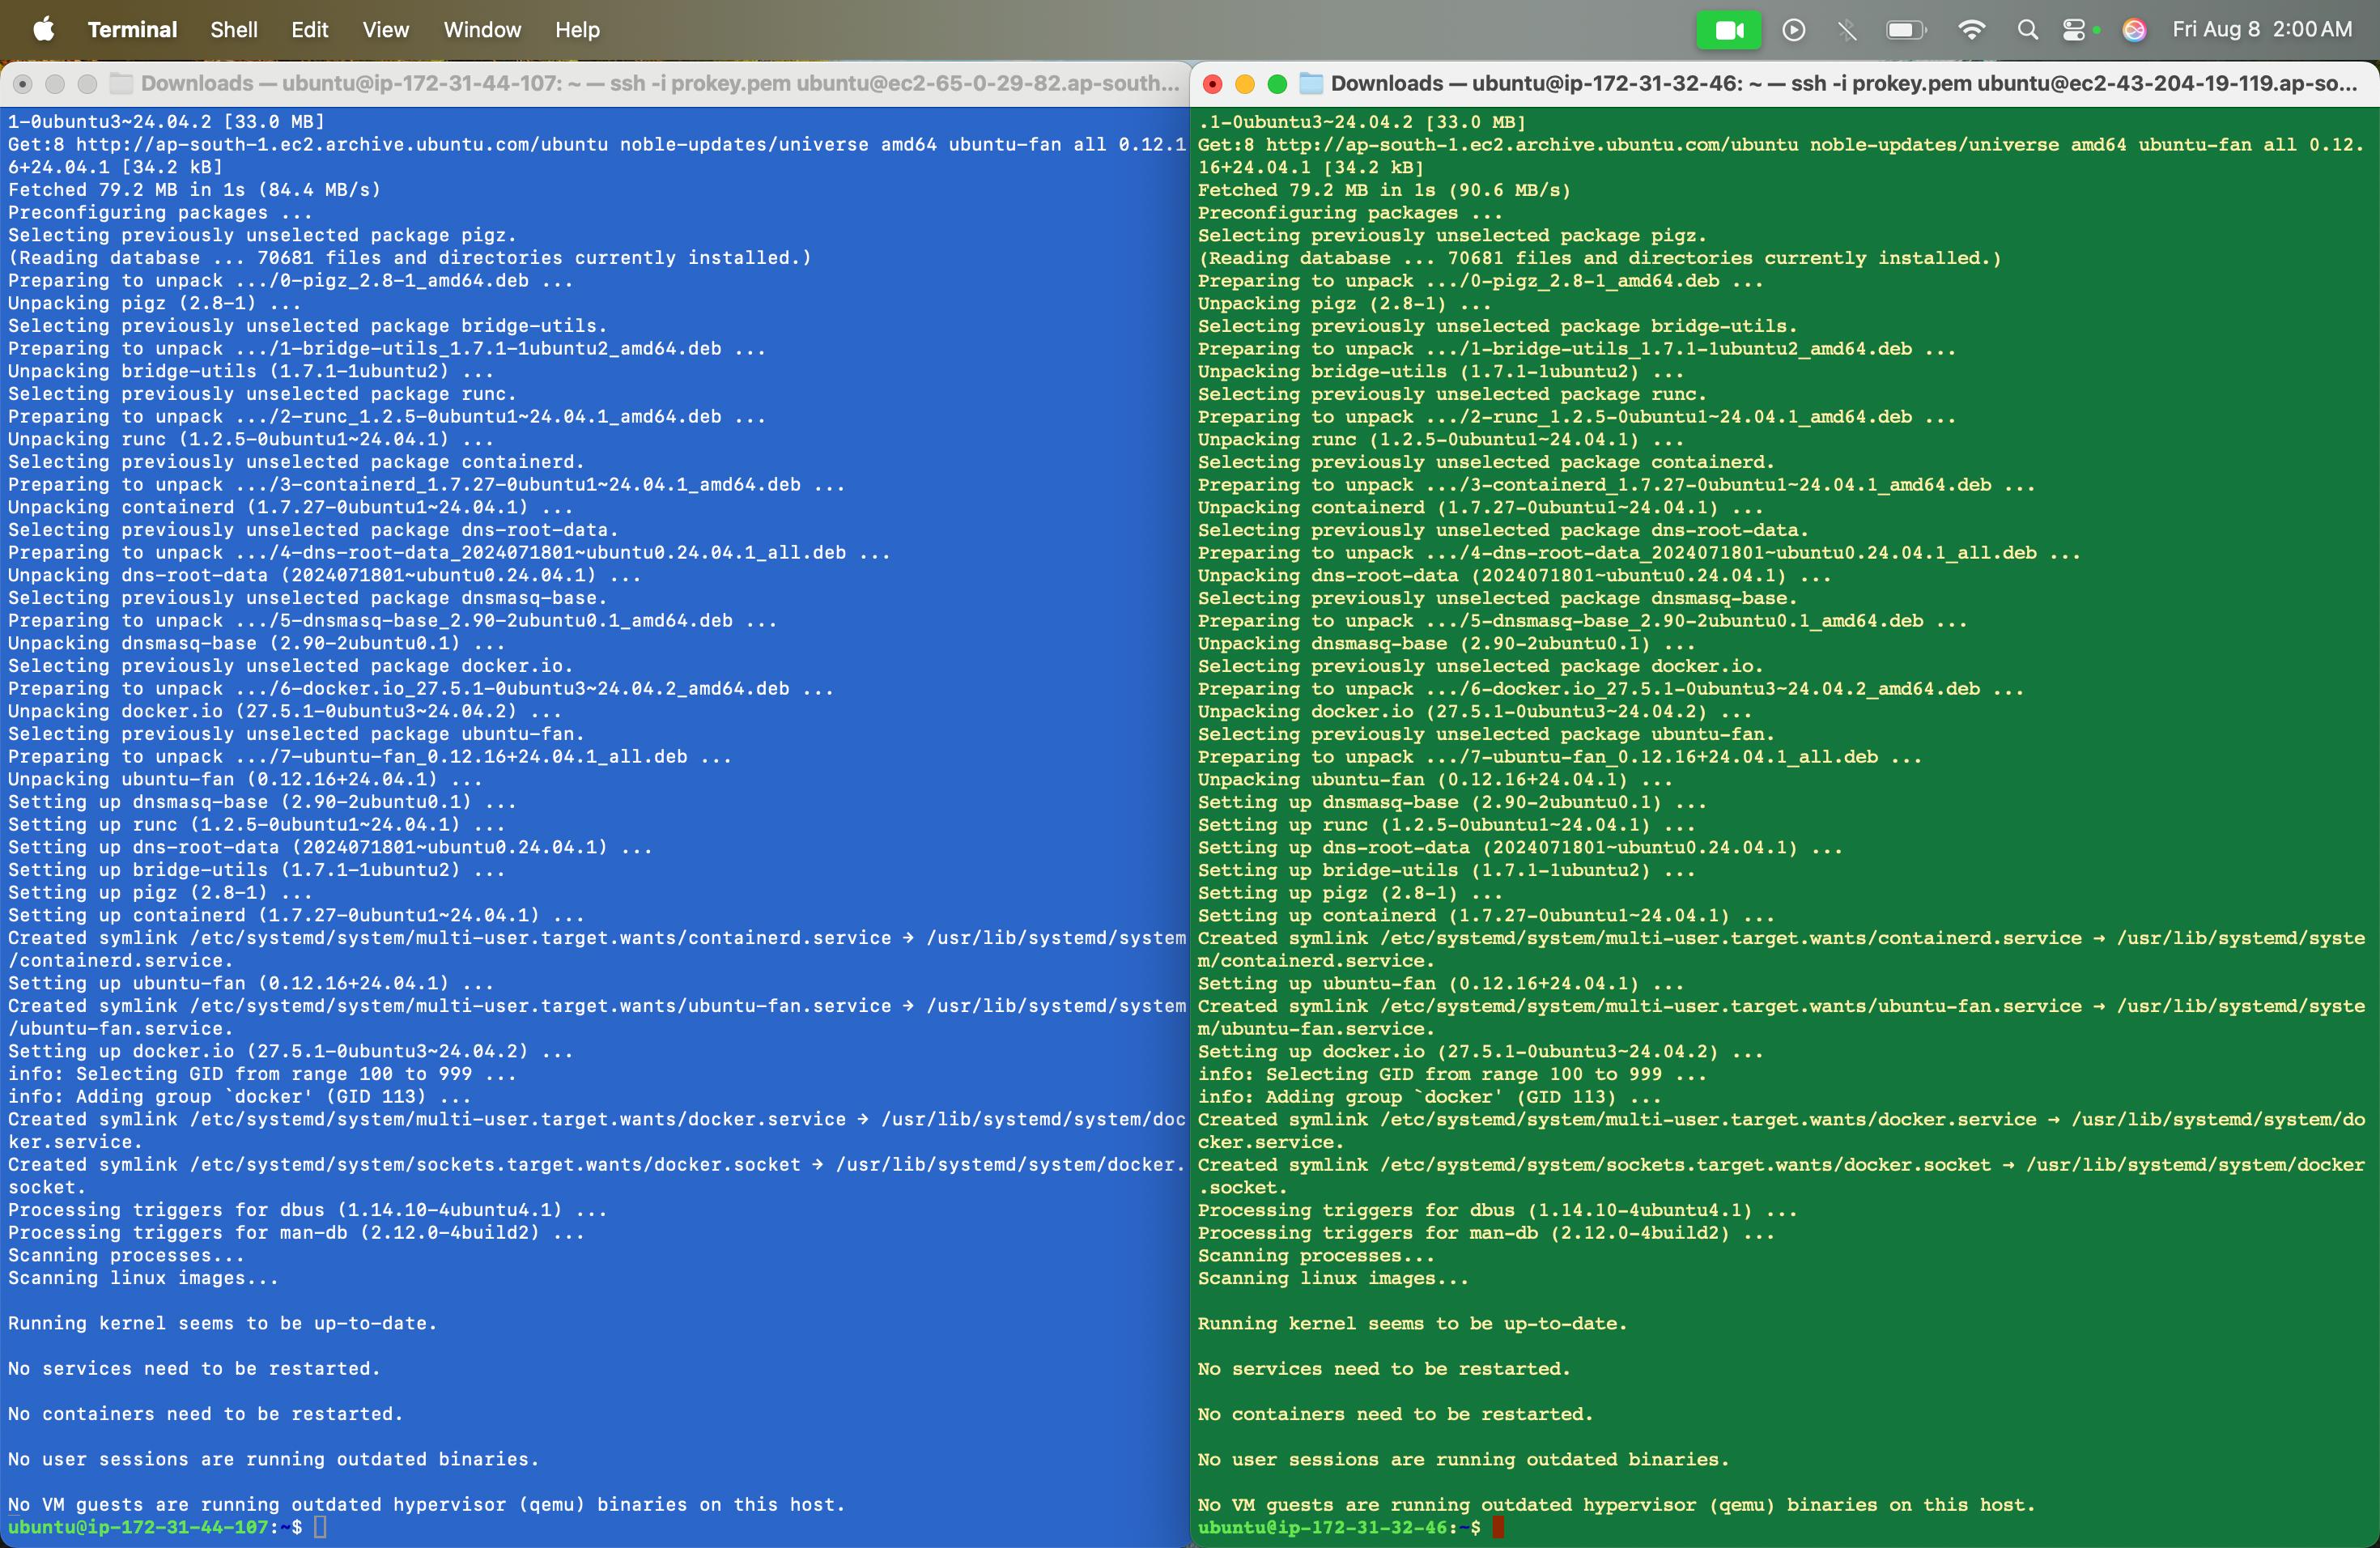 Terminal Shell Edit View Window Help Fri Aug 8 2:00 AM
Downloads — ubuntu@ip-172-31-44-107: ~ — ssh -i prokey.pem ubuntu@ec2-65-0-29-82.ap-south...
1-0ubuntu3~24.04.2 [33.0 MB]
Get:8 http://ap-south-1.ec2.archive.ubuntu.com/ubuntu noble-updates/universe amd64 ubuntu-fan all 0.12.1
6+24.04.1 [34.2 kB]
Fetched 79.2 MB in 1s (84.4 MB/s)
Preconfiguring packages ...
Selecting previously unselected package pigz.
(Reading database ... 70681 files and directories currently installed.)
Preparing to unpack .../0-pigz_2.8-1_amd64.deb ...
Unpacking pigz (2.8-1) ...
Selecting previously unselected package bridge-utils.
Preparing to unpack .../1-bridge-utils_1.7.1-1ubuntu2_amd64.deb ...
Unpacking bridge-utils (1.7.1-1ubuntu2) ...
Selecting previously unselected package runc.
Preparing to unpack .../2-runc_1.2.5-0ubuntu1~24.04.1_amd64.deb ...
Unpacking runc (1.2.5-0ubuntu1~24.04.1) ...
Selecting previously unselected package containerd.
Preparing to unpack .../3-containerd_1.7.27-0ubuntu1~24.04.1_amd64.deb ...
Unpacking containerd (1.7.27-0ubuntu1~24.04.1) ...
Selecting previously unselected package dns-root-data.
Preparing to unpack .../4-dns-root-data_2024071801~ubuntu0.24.04.1_all.deb ...
Unpacking dns-root-data (2024071801~ubuntu0.24.04.1) ...
Selecting previously unselected package dnsmasq-base.
Preparing to unpack .../5-dnsmasq-base_2.90-2ubuntu0.1_amd64.deb ...
Unpacking dnsmasq-base (2.90-2ubuntu0.1) ...
Selecting previously unselected package docker.io.
Preparing to unpack .../6-docker.io_27.5.1-0ubuntu3~24.04.2_amd64.deb ...
Unpacking docker.io (27.5.1-0ubuntu3~24.04.2) ...
Selecting previously unselected package ubuntu-fan.
Preparing to unpack .../7-ubuntu-fan_0.12.16+24.04.1_all.deb ...
Unpacking ubuntu-fan (0.12.16+24.04.1) ...
Setting up dnsmasq-base (2.90-2ubuntu0.1) ...
Setting up runc (1.2.5-0ubuntu1~24.04.1) ...
Setting up dns-root-data (2024071801~ubuntu0.24.04.1) ...
Setting up bridge-utils (1.7.1-1ubuntu2) ...
Setting up pigz (2.8-1) ...
Setting up containerd (1.7.27-0ubuntu1~24.04.1) ...
Created symlink /etc/systemd/system/multi-user.target.wants/containerd.service → /usr/lib/systemd/system
/containerd.service.
Setting up ubuntu-fan (0.12.16+24.04.1) ...
Created symlink /etc/systemd/system/multi-user.target.wants/ubuntu-fan.service → /usr/lib/systemd/system
/ubuntu-fan.service.
Setting up docker.io (27.5.1-0ubuntu3~24.04.2) ...
info: Selecting GID from range 100 to 999 ...
info: Adding group `docker' (GID 113) ...
Created symlink /etc/systemd/system/multi-user.target.wants/docker.service → /usr/lib/systemd/system/doc
ker.service.
Created symlink /etc/systemd/system/sockets.target.wants/docker.socket → /usr/lib/systemd/system/docker.
socket.
Processing triggers for dbus (1.14.10-4ubuntu4.1) ...
Processing triggers for man-db (2.12.0-4build2) ...
Scanning processes...
Scanning linux images...
Running kernel seems to be up-to-date.
No services need to be restarted.
No containers need to be restarted.
No user sessions are running outdated binaries.
No VM guests are running outdated hypervisor (qemu) binaries on this host.
ubuntu@ip-172-31-44-107:~$
Downloads — ubuntu@ip-172-31-32-46: ~ — ssh -i prokey.pem ubuntu@ec2-43-204-19-119.ap-so...
.1-0ubuntu3~24.04.2 [33.0 MB]
Get:8 http://ap-south-1.ec2.archive.ubuntu.com/ubuntu noble-updates/universe amd64 ubuntu-fan all 0.12.
16+24.04.1 [34.2 kB]
Fetched 79.2 MB in 1s (90.6 MB/s)
Preconfiguring packages ...
Selecting previously unselected package pigz.
(Reading database ... 70681 files and directories currently installed.)
Preparing to unpack .../0-pigz_2.8-1_amd64.deb ...
Unpacking pigz (2.8-1) ...
Selecting previously unselected package bridge-utils.
Preparing to unpack .../1-bridge-utils_1.7.1-1ubuntu2_amd64.deb ...
Unpacking bridge-utils (1.7.1-1ubuntu2) ...
Selecting previously unselected package runc.
Preparing to unpack .../2-runc_1.2.5-0ubuntu1~24.04.1_amd64.deb ...
Unpacking runc (1.2.5-0ubuntu1~24.04.1) ...
Selecting previously unselected package containerd.
Preparing to unpack .../3-containerd_1.7.27-0ubuntu1~24.04.1_amd64.deb ...
Unpacking containerd (1.7.27-0ubuntu1~24.04.1) ...
Selecting previously unselected package dns-root-data.
Preparing to unpack .../4-dns-root-data_2024071801~ubuntu0.24.04.1_all.deb ...
Unpacking dns-root-data (2024071801~ubuntu0.24.04.1) ...
Selecting previously unselected package dnsmasq-base.
Preparing to unpack .../5-dnsmasq-base_2.90-2ubuntu0.1_amd64.deb ...
Unpacking dnsmasq-base (2.90-2ubuntu0.1) ...
Selecting previously unselected package docker.io.
Preparing to unpack .../6-docker.io_27.5.1-0ubuntu3~24.04.2_amd64.deb ...
Unpacking docker.io (27.5.1-0ubuntu3~24.04.2) ...
Selecting previously unselected package ubuntu-fan.
Preparing to unpack .../7-ubuntu-fan_0.12.16+24.04.1_all.deb ...
Unpacking ubuntu-fan (0.12.16+24.04.1) ...
Setting up dnsmasq-base (2.90-2ubuntu0.1) ...
Setting up runc (1.2.5-0ubuntu1~24.04.1) ...
Setting up dns-root-data (2024071801~ubuntu0.24.04.1) ...
Setting up bridge-utils (1.7.1-1ubuntu2) ...
Setting up pigz (2.8-1) ...
Setting up containerd (1.7.27-0ubuntu1~24.04.1) ...
Created symlink /etc/systemd/system/multi-user.target.wants/containerd.service → /usr/lib/systemd/syste
m/containerd.service.
Setting up ubuntu-fan (0.12.16+24.04.1) ...
Created symlink /etc/systemd/system/multi-user.target.wants/ubuntu-fan.service → /usr/lib/systemd/syste
m/ubuntu-fan.service.
Setting up docker.io (27.5.1-0ubuntu3~24.04.2) ...
info: Selecting GID from range 100 to 999 ...
info: Adding group `docker' (GID 113) ...
Created symlink /etc/systemd/system/multi-user.target.wants/docker.service → /usr/lib/systemd/system/do
cker.service.
Created symlink /etc/systemd/system/sockets.target.wants/docker.socket → /usr/lib/systemd/system/docker
.socket.
Processing triggers for dbus (1.14.10-4ubuntu4.1) ...
Processing triggers for man-db (2.12.0-4build2) ...
Scanning processes...
Scanning linux images...
Running kernel seems to be up-to-date.
No services need to be restarted.
No containers need to be restarted.
No user sessions are running outdated binaries.
No VM guests are running outdated hypervisor (qemu) binaries on this host.
ubuntu@ip-172-31-32-46:~$